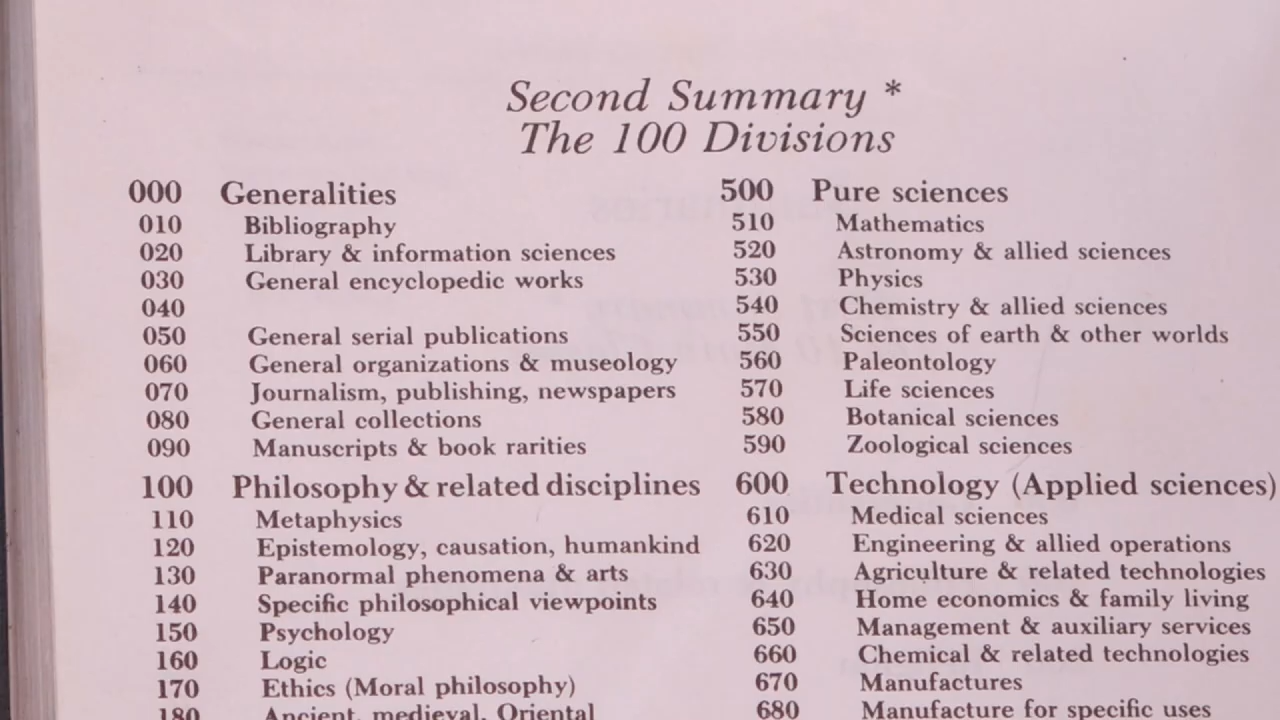 Second Summary *
The 100 Divisions
000 Generalities
010 Bibliography
020 Library & information sciences
030 General encyclopedic works
040
050 General serial publications
060 General organizations & museology
070 Journalism, publishing, newspapers
080 General collections
090 Manuscripts & book rarities
100 Philosophy & related disciplines
110 Metaphysics
120 Epistemology, causation, humankind
130 Paranormal phenomena & arts
140 Specific philosophical viewpoints
150 Psychology
160 Logic
170 Ethics (Moral philosophy)
180 Ancient, medieval, Oriental
500 Pure sciences
510 Mathematics
520 Astronomy & allied sciences
530 Physics
540 Chemistry & allied sciences
550 Sciences of earth & other worlds
560 Paleontology
570 Life sciences
580 Botanical sciences
590 Zoological sciences
600 Technology (Applied sciences)
610 Medical sciences
620 Engineering & allied operations
630 Agriculture & related technologies
640 Home economics & family living
650 Management & auxiliary services
660 Chemical & related technologies
670 Manufactures
680 Manufacture for specific uses